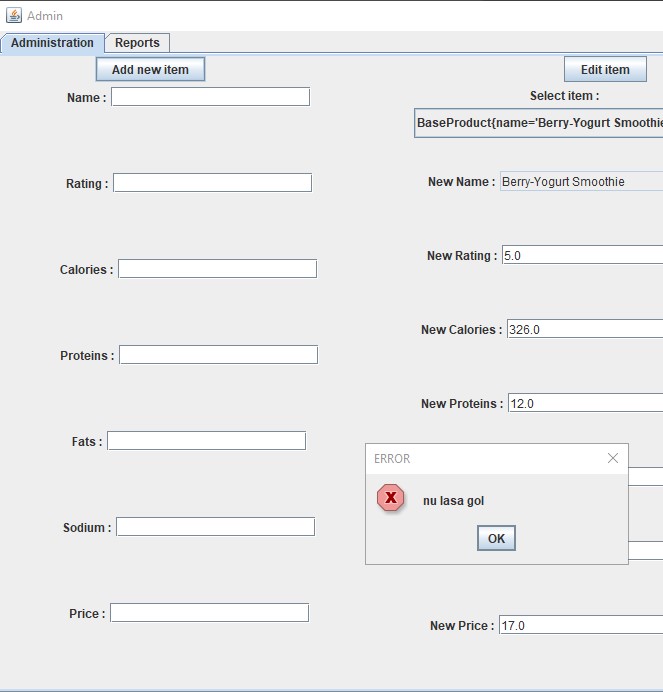 Admin
Administration Reports
Add new item Edit item
Name : Select item :
BaseProduct{name='Berry-Yogurt Smoothie
Rating : New Name : Berry-Yogurt Smoothie
New Rating : 5.0
Calories :
New Calories : 326.0
Proteins :
New Proteins : 12.0
Fats :
ERROR
nu lasa gol
OK
Sodium :
Price :
New Price : 17.0